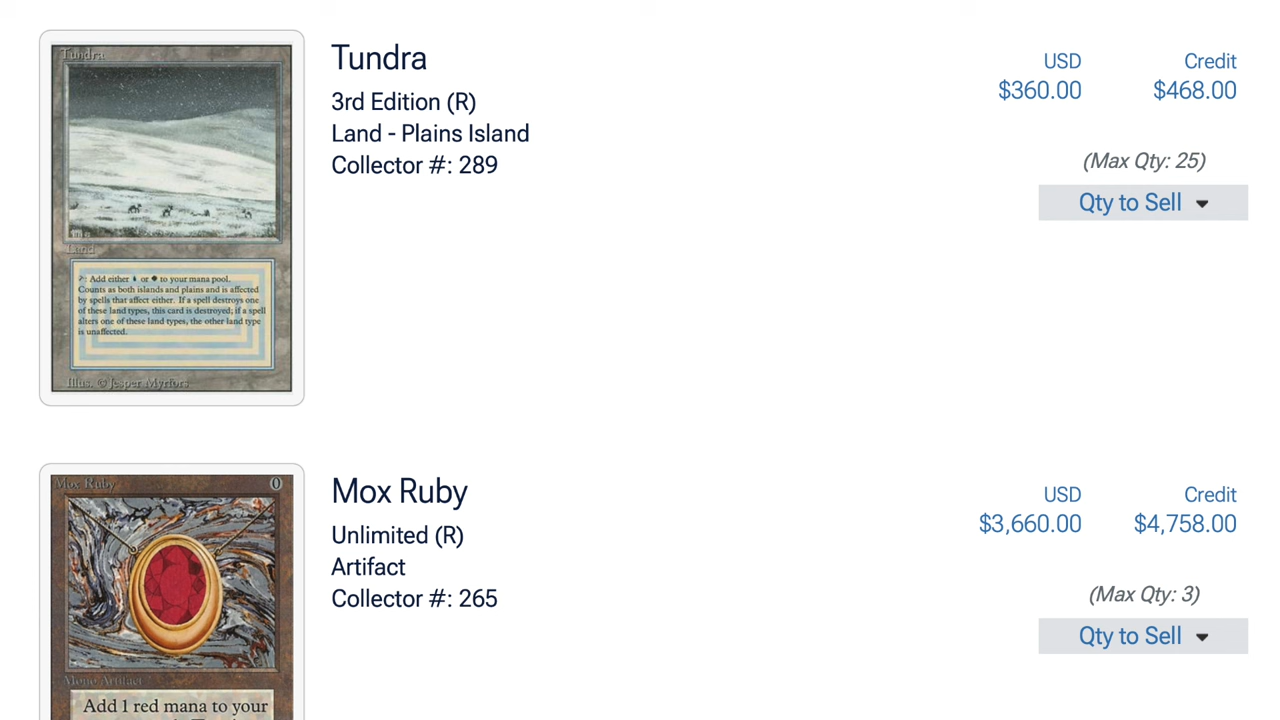 Tundra
Land
: Add either or to your mana pool.
Counts as both islands and plains and is affected
by spells that affect either. If a spell destroys one
of these land types, this card is destroyed; if a spell
alters one of these land types, the other land type
is unaffected.
Illus. © Jesper Myrfors
Tundra
3rd Edition (R)
Land - Plains Island
Collector #: 289
USD
$360.00
Credit
$468.00
(Max Qty: 25)
Qty to Sell
Mox Ruby
0
Mono Artifact
Add 1 red mana to your
Mox Ruby
Unlimited (R)
Artifact
Collector #: 265
USD
$3,660.00
Credit
$4,758.00
(Max Qty: 3)
Qty to Sell